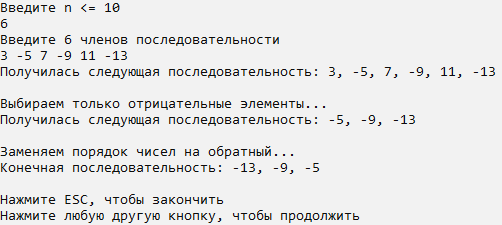 Введите n <= 10
6
Введите 6 членов последовательности
3 -5 7 -9 11 -13
Получилась следующая последовательность: 3, -5, 7, -9, 11, -13
Выбираем только отрицательные элементы...
Получилась следующая последовательность: -5, -9, -13
Заменяем порядок чисел на обратный...
Конечная последовательность: -13, -9, -5
Нажмите ESC, чтобы закончить
Нажмите любую другую кнопку, чтобы продолжить